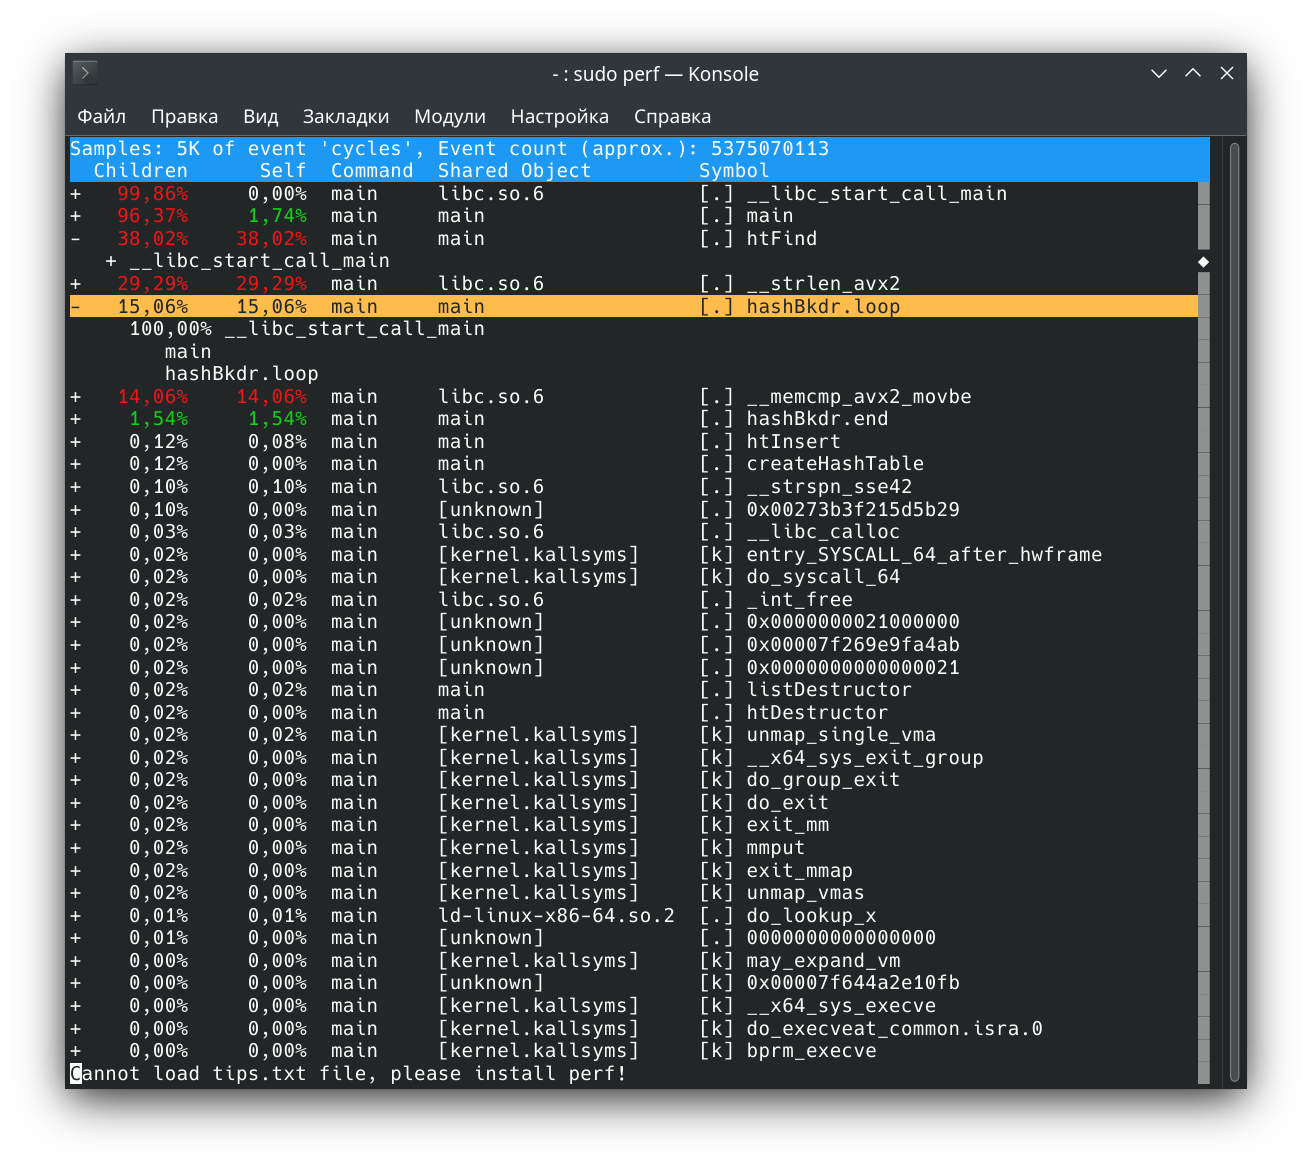 - : sudo perf — Konsole
Файл Правка Вид Закладки Модули Настройка Справка
Samples: 5K of event 'cycles', Event count (approx.): 5375070113
Children Self Command Shared Object Symbol
+ 99,86% 0,00% main libc.so.6 [.] __libc_start_call_main
+ 96,37% 1,74% main main [.] main
- 38,02% 38,02% main main [.] htFind
+ __libc_start_call_main
+ 29,29% 29,29% main libc.so.6 [.] __strlen_avx2
- 15,06% 15,06% main main [.] hashBkdr.loop
100,00% __libc_start_call_main
main
hashBkdr.loop
+ 14,06% 14,06% main libc.so.6 [.] __memcmp_avx2_movbe
+ 1,54% 1,54% main main [.] hashBkdr.end
+ 0,12% 0,08% main main [.] htInsert
+ 0,12% 0,00% main main [.] createHashTable
+ 0,10% 0,10% main libc.so.6 [.] __strspn_sse42
+ 0,10% 0,00% main [unknown] [.] 0x00273b3f215d5b29
+ 0,03% 0,03% main libc.so.6 [.] __libc_calloc
+ 0,02% 0,00% main [kernel.kallsyms] [k] entry_SYSCALL_64_after_hwframe
+ 0,02% 0,00% main [kernel.kallsyms] [k] do_syscall_64
+ 0,02% 0,02% main libc.so.6 [.] _int_free
+ 0,02% 0,00% main [unknown] [.] 0x0000000021000000
+ 0,02% 0,00% main [unknown] [.] 0x00007f269e9fa4ab
+ 0,02% 0,00% main [unknown] [.] 0x0000000000000021
+ 0,02% 0,02% main main [.] listDestructor
+ 0,02% 0,00% main main [.] htDestructor
+ 0,02% 0,02% main [kernel.kallsyms] [k] unmap_single_vma
+ 0,02% 0,00% main [kernel.kallsyms] [k] __x64_sys_exit_group
+ 0,02% 0,00% main [kernel.kallsyms] [k] do_group_exit
+ 0,02% 0,00% main [kernel.kallsyms] [k] do_exit
+ 0,02% 0,00% main [kernel.kallsyms] [k] exit_mm
+ 0,02% 0,00% main [kernel.kallsyms] [k] mmput
+ 0,02% 0,00% main [kernel.kallsyms] [k] exit_mmap
+ 0,02% 0,00% main [kernel.kallsyms] [k] unmap_vmas
+ 0,01% 0,01% main ld-linux-x86-64.so.2 [.] do_lookup_x
+ 0,01% 0,00% main [unknown] [.] 0000000000000000
+ 0,00% 0,00% main [kernel.kallsyms] [k] may_expand_vm
+ 0,00% 0,00% main [unknown] [k] 0x00007f644a2e10fb
+ 0,00% 0,00% main [kernel.kallsyms] [k] __x64_sys_execve
+ 0,00% 0,00% main [kernel.kallsyms] [k] do_execveat_common.isra.0
+ 0,00% 0,00% main [kernel.kallsyms] [k] bprm_execve
Cannot load tips.txt file, please install perf!